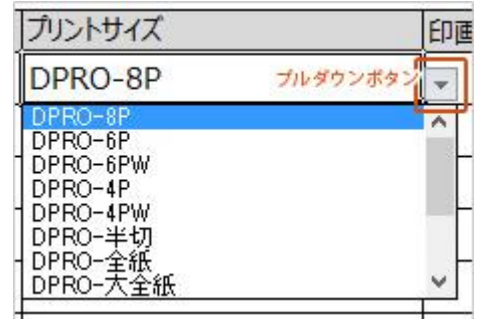 プリントサイズ 印画
DPRO-8P プルダウンボタン
DPRO-8P
DPRO-6P
DPRO-6PW
DPRO-4P
DPRO-4PW
DPRO-半切
DPRO-全紙
DPRO-大全紙